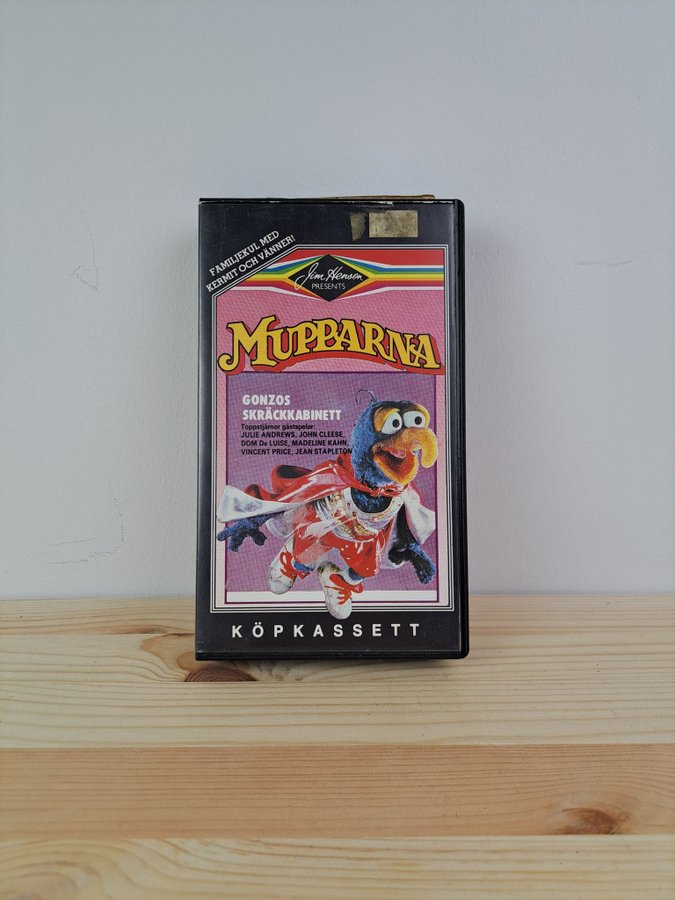 FAMILJEKUL MED
KERMIT OCH VÄNNER!
Jim Henson
PRESENTS
MUPPARNA
GONZOS
SKRÄCKKABINETT
Toppstjärnor gästspelar:
JULIE ANDREWS, JOHN CLEESE,
DOM De LUISE, MADELINE KAHN,
VINCENT PRICE, JEAN STAPLETON
KÖPKASSETT